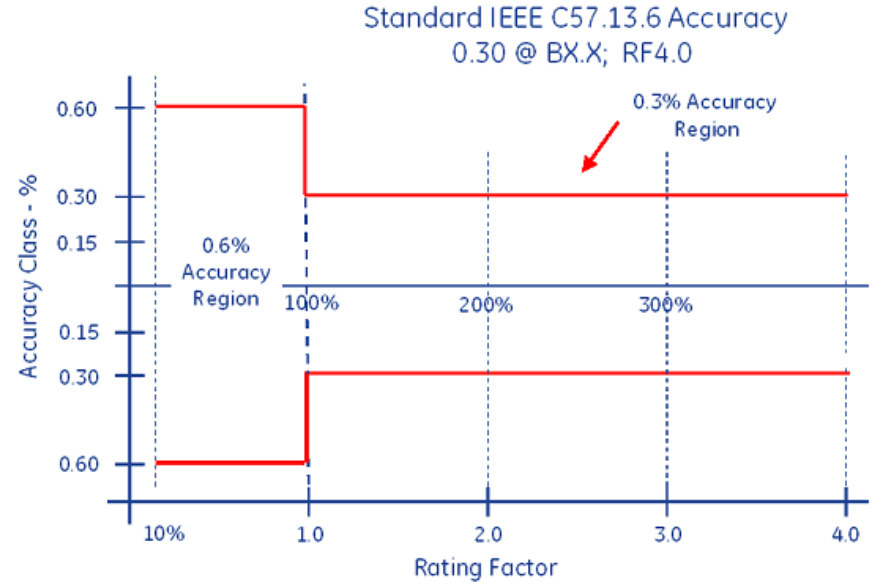 Standard IEEE C57.13.6 Accuracy
0.30 @ BX.X; RF4.0
0.3% Accuracy
Region
0.60
0.30
0.15
0.15
0.30
0.60
Accuracy Class - %
0.6%
Accuracy
Region
100%
200%
300%
10%
1.0
2.0
3.0
4.0
Rating Factor